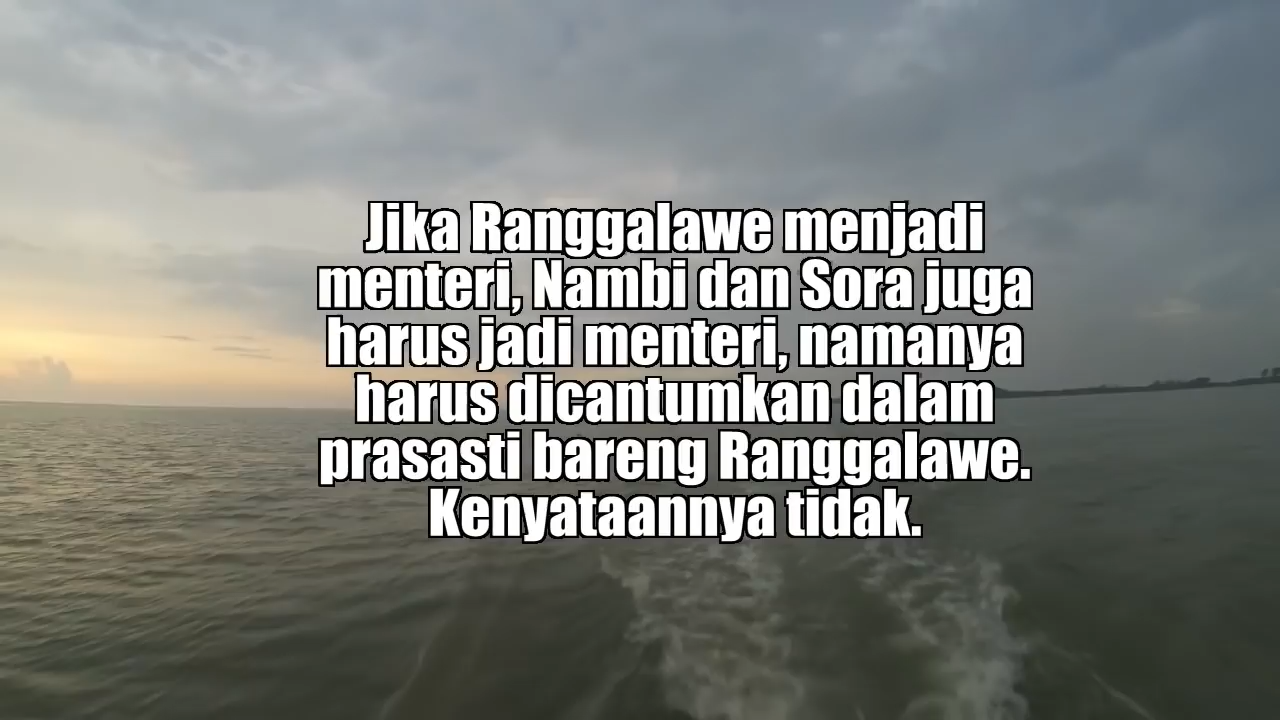 Jika Ranggalawe menjadi
menteri, Nambi dan Sora juga
harus jadi menteri, namanya
harus dicantumkan dalam
prasasti bareng Ranggalawe.
Kenyataannya tidak.